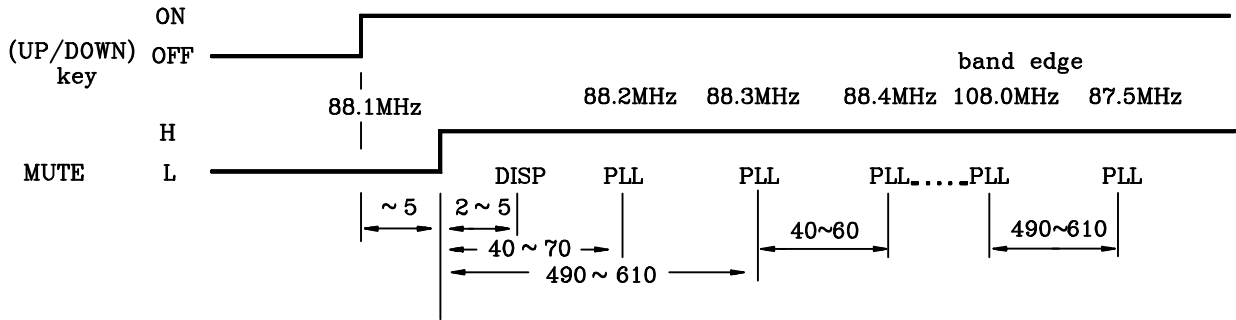 ON
(UP/DOWN) OFF
key
band edge
88.1MHz 88.2MHz 88.3MHz 88.4MHz 108.0MHz 87.5MHz
H
MUTE L
DISP PLL PLL PLL.....PLL PLL
~5 2~5
40~60 490~610
40~70
490~610